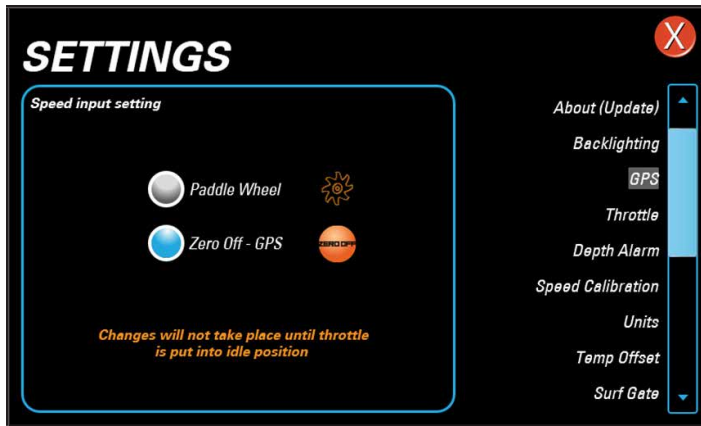 SETTINGS
X
Speed input setting
Paddle Wheel
Zero Off - GPS
ZERO OFF
Changes will not take place until throttle
is put into idle position
About (Update)
Backlighting
GPS
Throttle
Depth Alarm
Speed Calibration
Units
Temp Offset
Surf Gate